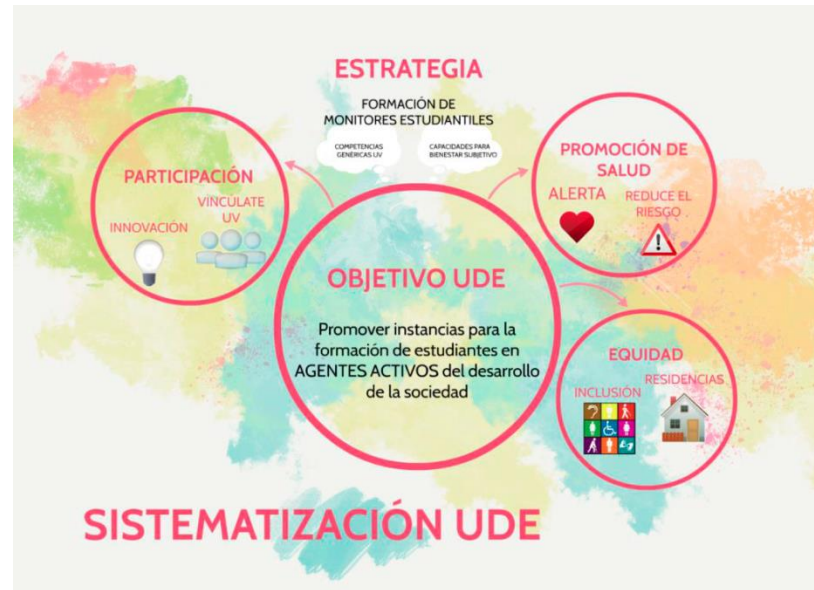 ESTRATEGIA
FORMACIÓN DE
MONITORES ESTUDIANTILES
COMPETENCIAS
GENÉRICAS UV
CAPACIDADES PARA
BIENESTAR SUBJETIVO
PARTICIPACIÓN
VINCÚLATE
UV
INNOVACIÓN
PROMOCIÓN DE
SALUD
ALERTA
REDUCE EL
RIESGO
OBJETIVO UDE
Promover instancias para la
formación de estudiantes en
AGENTES ACTIVOS del desarrollo
de la sociedad
EQUIDAD
RESIDENCIAS
INCLUSIÓN
SISTEMATIZACIÓN UDE